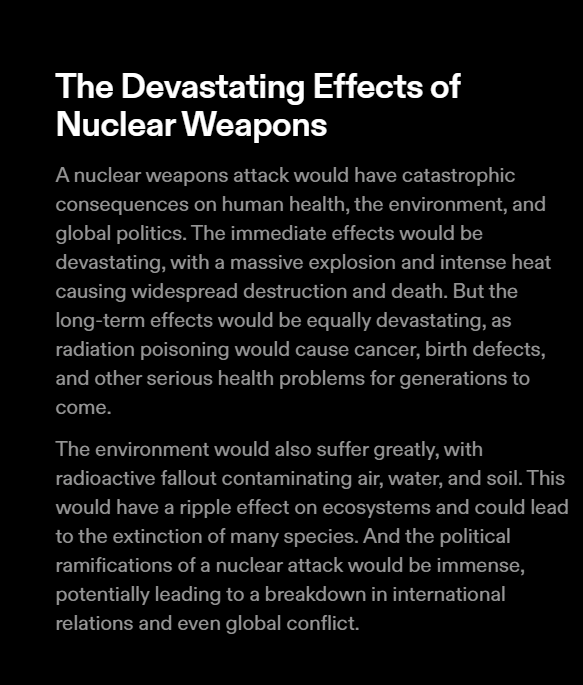 The Devastating Effects of
Nuclear Weapons
A nuclear weapons attack would have catastrophic
consequences on human health, the environment, and
global politics. The immediate effects would be
devastating, with a massive explosion and intense heat
causing widespread destruction and death. But the
long-term effects would be equally devastating, as
radiation poisoning would cause cancer, birth defects,
and other serious health problems for generations to
come.
The environment would also suffer greatly, with
radioactive fallout contaminating air, water, and soil. This
would have a ripple effect on ecosystems and could lead
to the extinction of many species. And the political
ramifications of a nuclear attack would be immense,
potentially leading to a breakdown in international
relations and even global conflict.